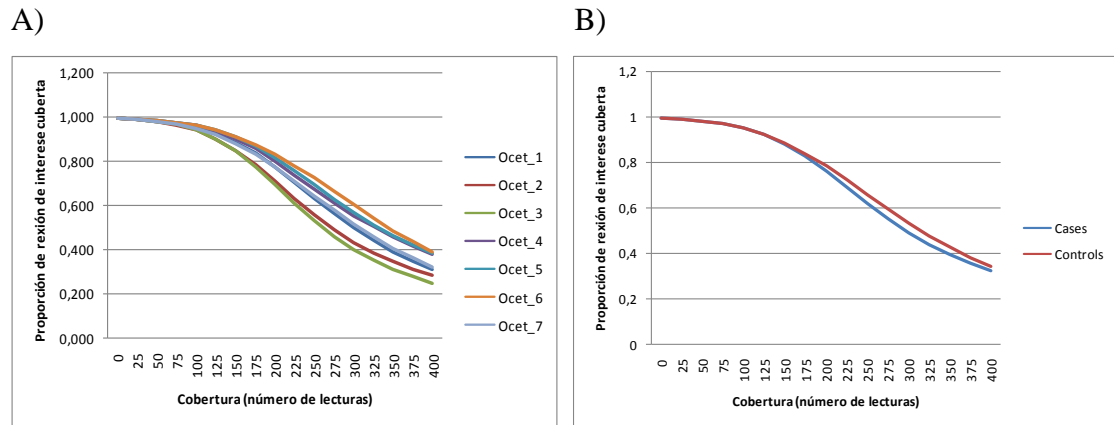 A)
B)
Proporción de rexión de interese cuberta
1,200
1,000
0,800
0,600
0,400
0,200
0,000
0 25 50 75 100 125 150 175 200 225 250 275 300 325 350 375 400
Cobertura (número de lecturas)
Ocet_1
Ocet_2
Ocet_3
Ocet_4
Ocet_5
Ocet_6
Ocet_7
Proporción de rexión de interese cuberta
1,2
1
0,8
0,6
0,4
0,2
0
0 25 50 75 100 125 150 175 200 225 250 275 300 325 350 375 400
Cobertura (número de lecturas)
Cases
Controls